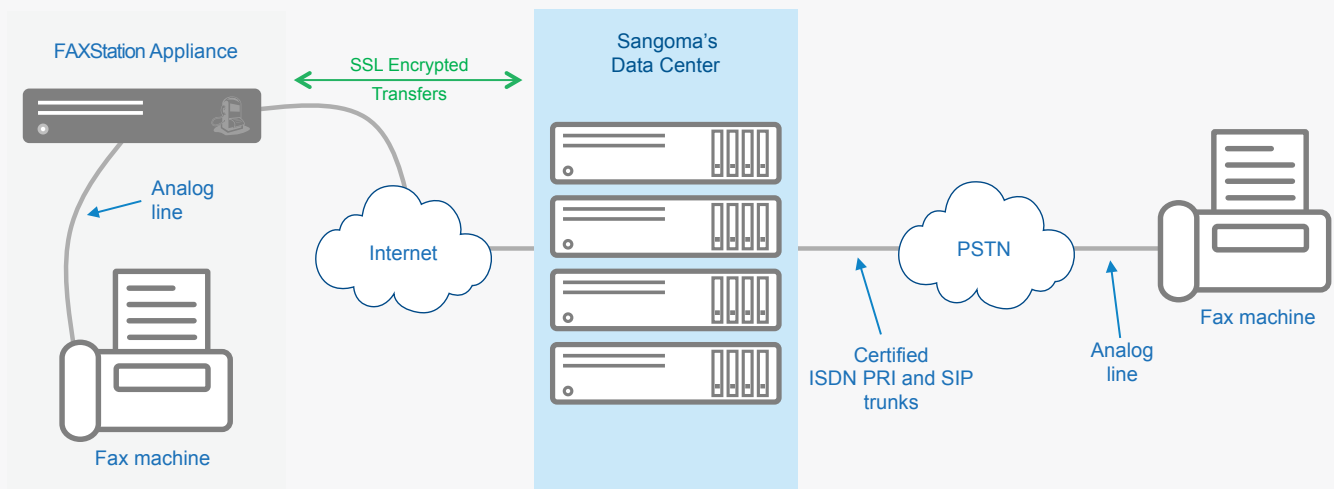 FAXStation Appliance
SSL Encrypted
Transfers
Sangoma's
Data Center
Analog
line
Internet
PSTN
Fax machine
Certified
ISDN PRI and SIP
trunks
Analog
line
Fax machine